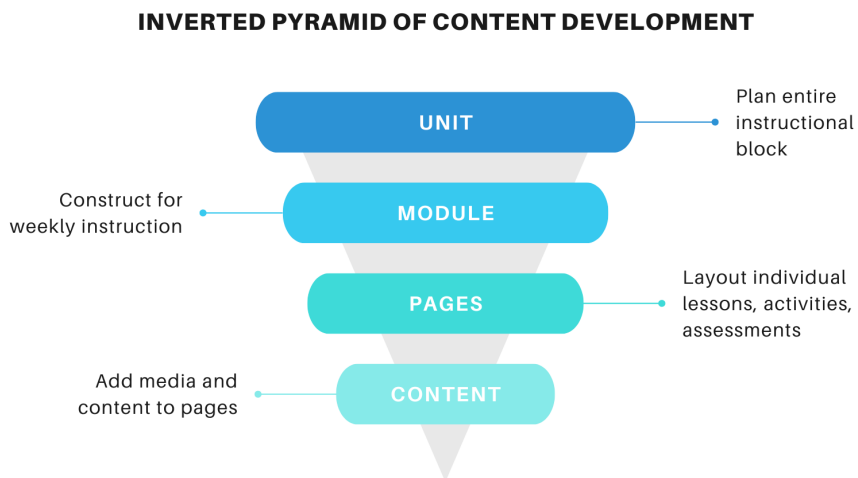 INVERTED PYRAMID OF CONTENT DEVELOPMENT
UNIT
Plan entire
instructional
block
Construct for
weekly instruction
MODULE
PAGES
Layout individual
lessons, activities,
assessments
Add media and
content to pages
CONTENT